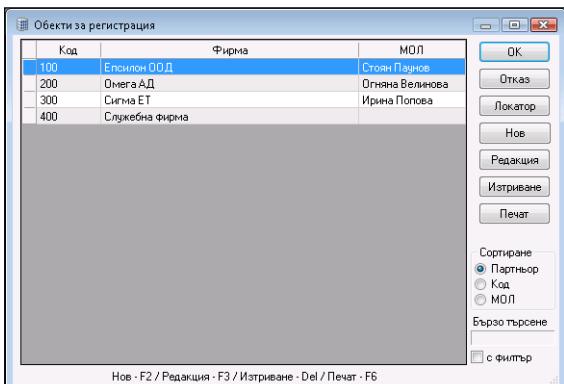 Обекти за регистрация
Код Фирма МОЛ
100 Епсилон ООД Стоян Паунов
200 Омега АД Огняна Велинова
300 Сигма ЕТ Ирина Попова
400 Служебна фирма
OK
Отказ
Локатор
Нов
Редакция
Изтриване
Печат
Сортиране
Партньор
Код
МОЛ
Бързо търсене
с филтър
Нов - F2 / Редакция - F3 / Изтриване - Del / Печат - F6